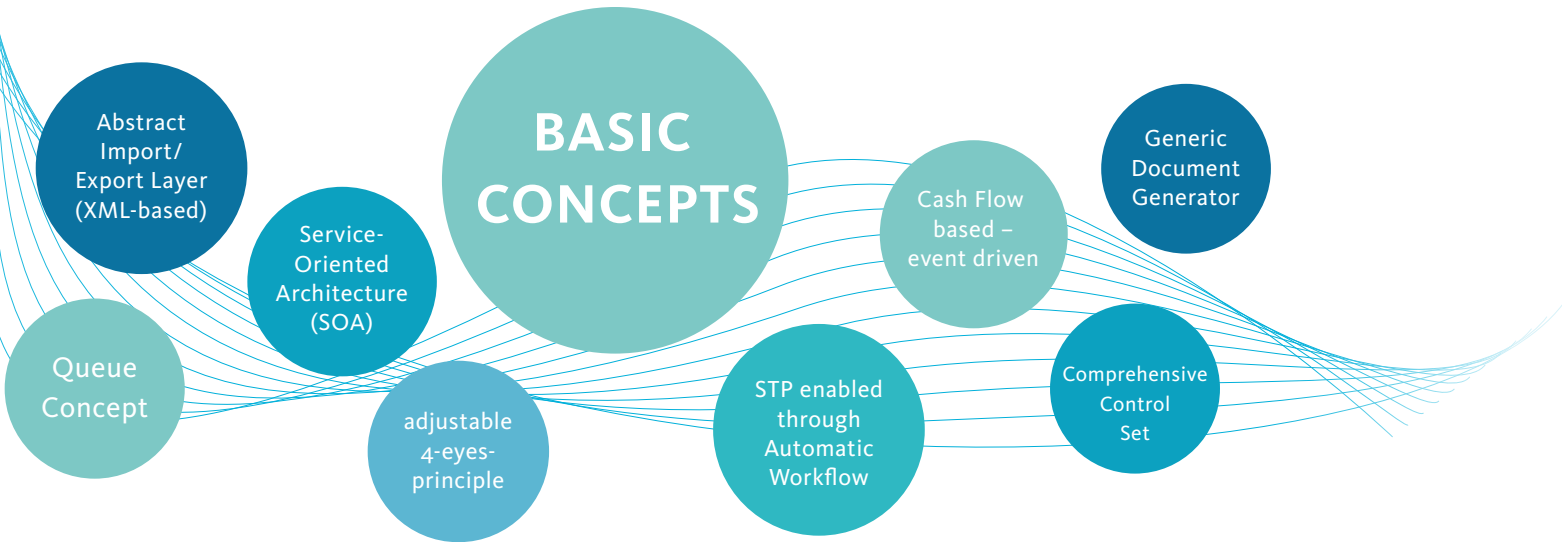 BASIC
CONCEPTS
Abstract
Import/
Export Layer
(XML-based)
Service-
Oriented
Architecture
(SOA)
Queue
Concept
adjustable
4-eyes-
principle
Cash Flow
based –
event driven
Generic
Document
Generator
STP enabled
through
Automatic
Workflow
Comprehensive
Control
Set